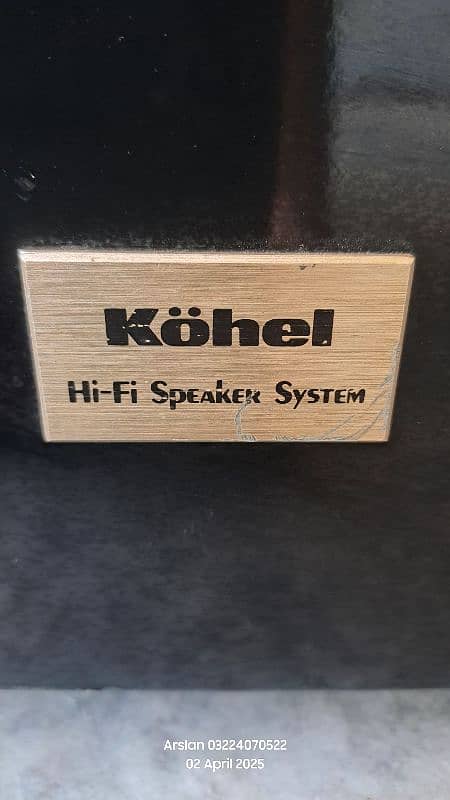 Köhel
Hi-Fi Speaker System
Arslan 03224070522
02 April 2025